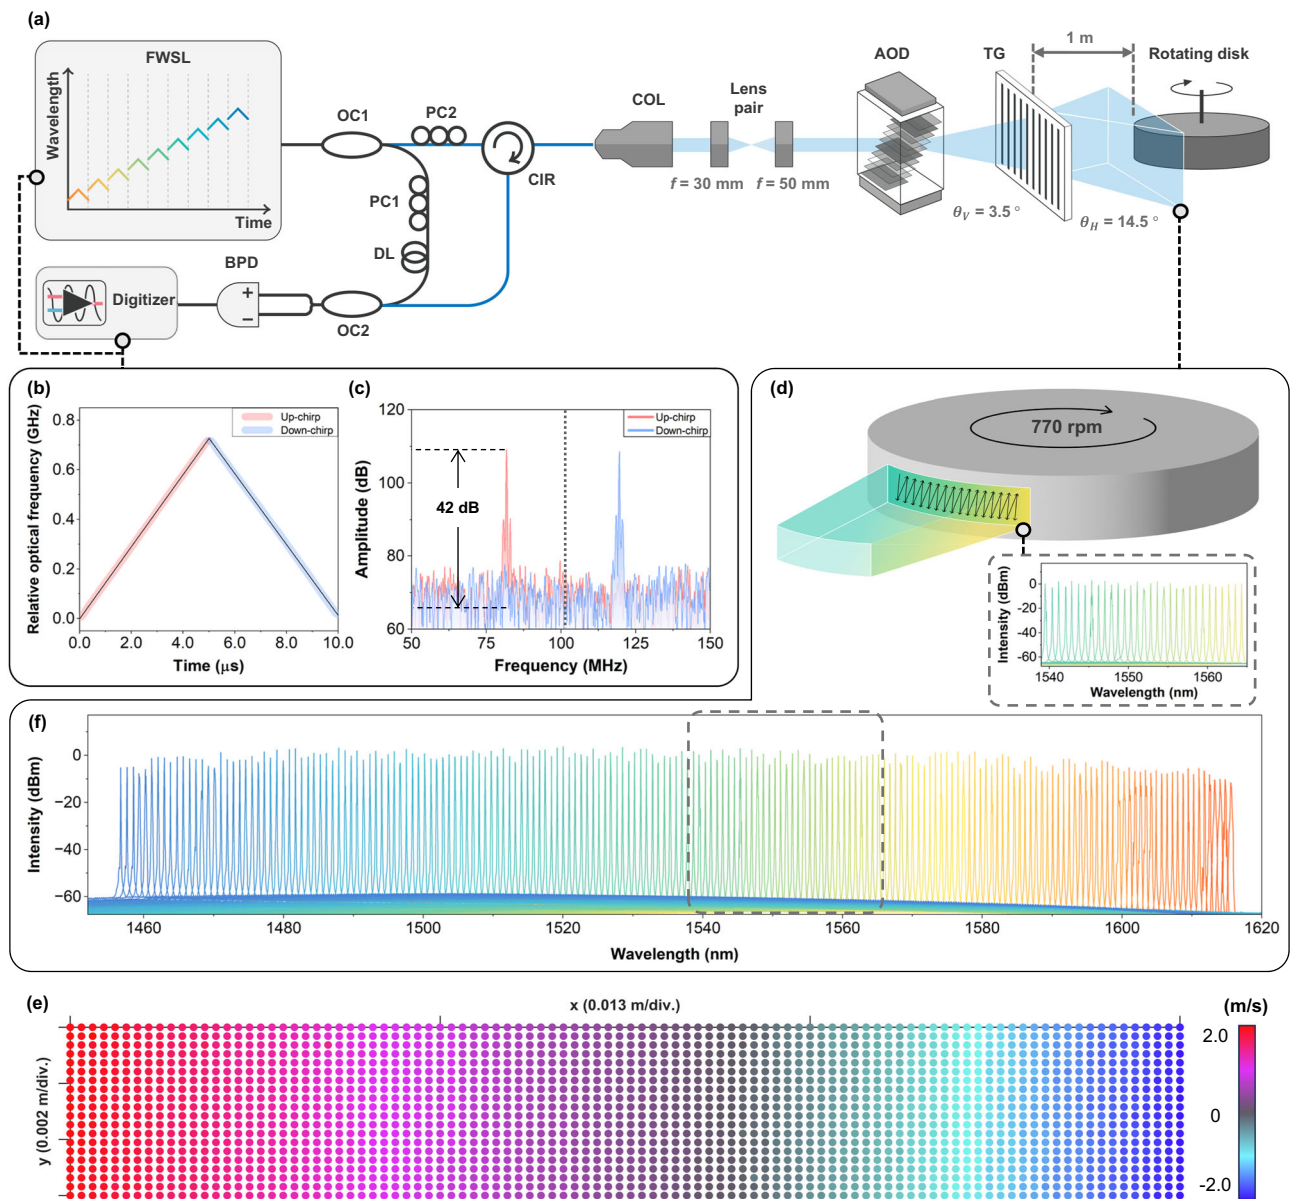 (a)
FWSL
Wavelength
Time
OC1
PC2
CIR
PC1
DL
BPD
Digitizer
+
−
OC2
COL
Lens
pair
f = 30 mm
f = 50 mm
AOD
θV = 3.5 °
TG
1 m
θH = 14.5 °
Rotating disk
(b)
Relative optical frequency (GHz)
0.8
0.6
0.4
0.2
0.0
Up-chirp
Down-chirp
0.0 2.0 4.0 6.0 8.0 10.0
Time (μs)
(c)
Amplitude (dB)
120
100
80
60
Up-chirp
Down-chirp
42 dB
50 75 100 125 150
Frequency (MHz)
(d)
770 rpm
Intensity (dBm)
0
-20
-40
-60
1540 1550 1560
Wavelength (nm)
(f)
Intensity (dBm)
0
−20
−40
−60
1460 1480 1500 1520 1540 1560 1580 1600 1620
Wavelength (nm)
(e)
x (0.013 m/div.)
y (0.002 m/div.)
(m/s)
2.0
0
-2.0